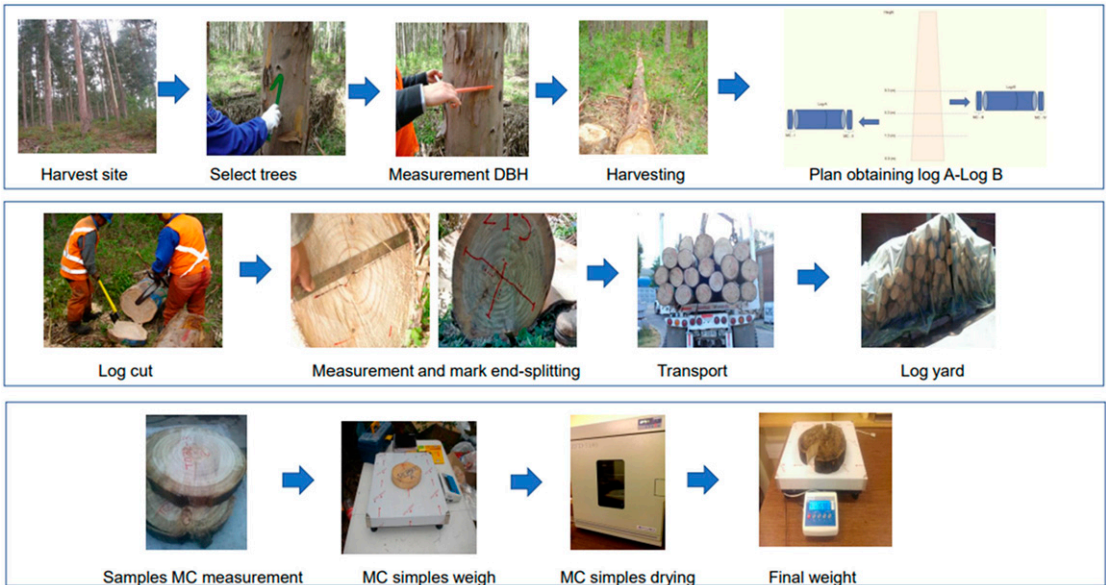 Harvest site
Select trees
Measurement DBH
Harvesting
Plan obtaining log A-Log B
Log cut
Measurement and mark end-splitting
Transport
Log yard
Samples MC measurement
MC simples weigh
MC simples drying
Final weight